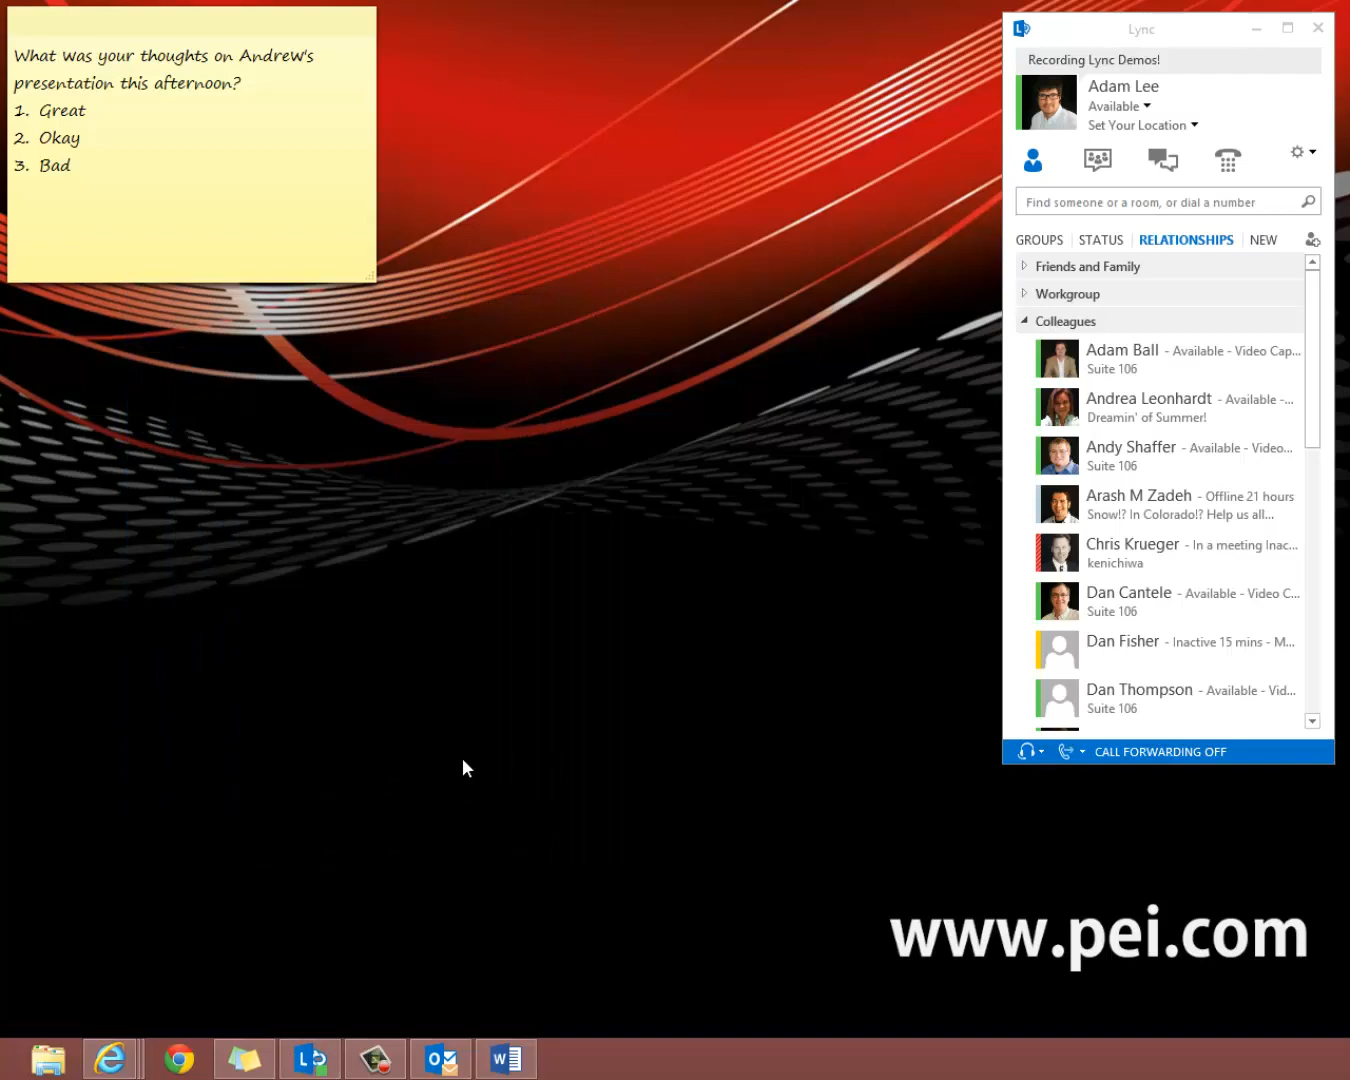 What was your thoughts on Andrew's
presentation this afternoon?
1. Great
2. Okay
3. Bad
Lync
Recording Lync Demos!
Adam Lee
Available
Set Your Location
Find someone or a room, or dial a number
GROUPS STATUS RELATIONSHIPS NEW
Friends and Family
Workgroup
Colleagues
Adam Ball - Available - Video Cap...
Suite 106
Andrea Leonhardt - Available -...
Dreamin' of Summer!
Andy Shaffer - Available - Video...
Suite 106
Arash M Zadeh - Offline 21 hours
Snow!? In Colorado!? Help us all...
Chris Krueger - In a meeting Inac...
kenichiwa
Dan Cantele - Available - Video C...
Suite 106
Dan Fisher - Inactive 15 mins - M...
Dan Thompson - Available - Vid...
Suite 106
CALL FORWARDING OFF
www.pei.com